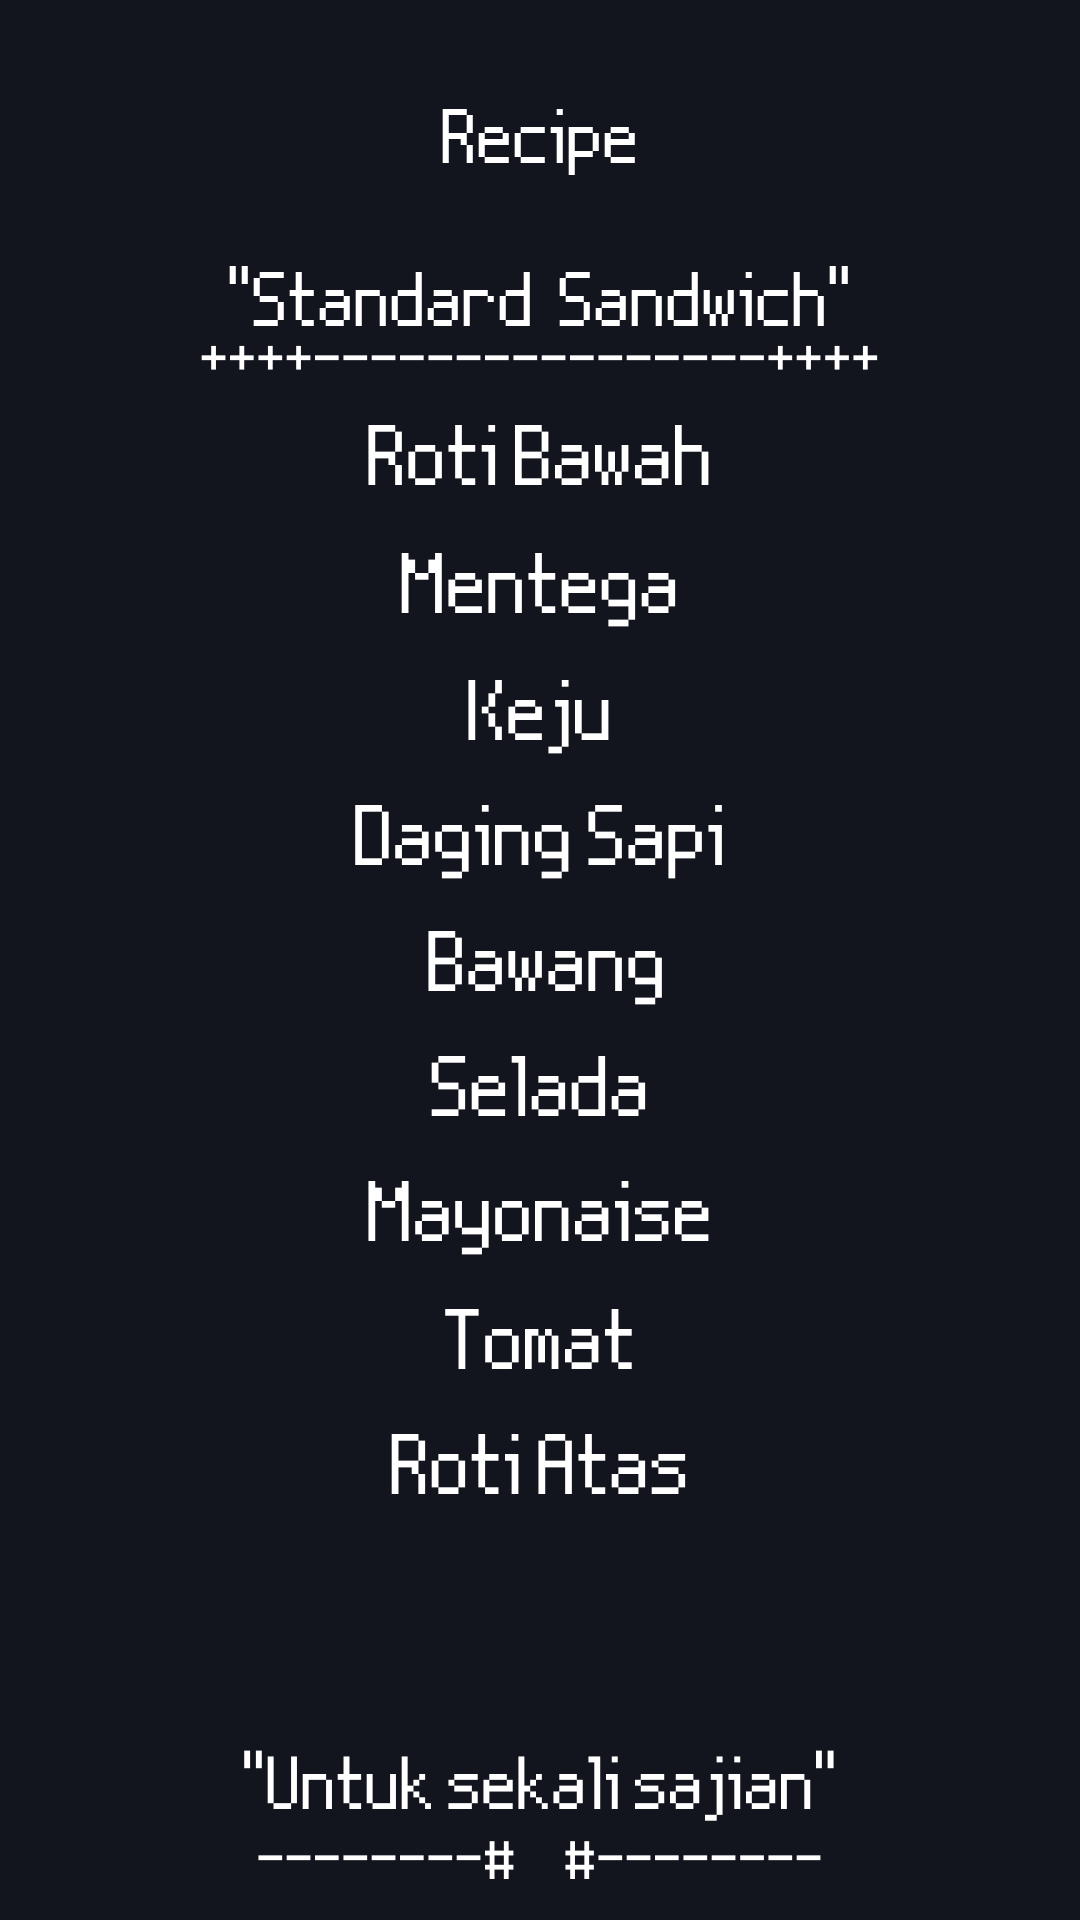 Recipe
"Standard Sandwich"
++++----------------++++
Roti Bawah
Mentega
Keju
Daging Sapi
Bawang
Selada
Mayonaise
Tomat
Roti Atas
"Untuk sekali sajian"
--------# #--------